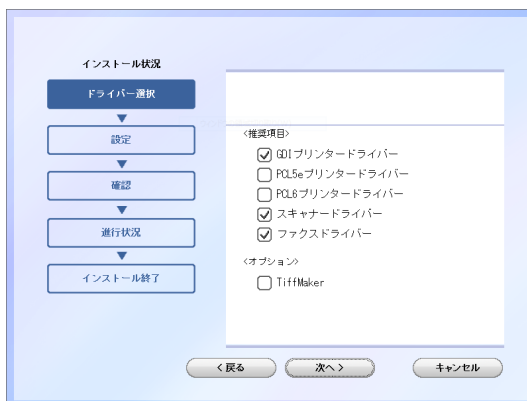 インストール状況
ドライバー選択
設定
確認
進行状況
インストール終了
<推奨項目>
GDIプリンタードライバー
PCL5eプリンタードライバー
PCL6プリンタードライバー
スキャナードライバー
ファクスドライバー
<オプション>
TiffMaker
<戻る
次へ>
キャンセル